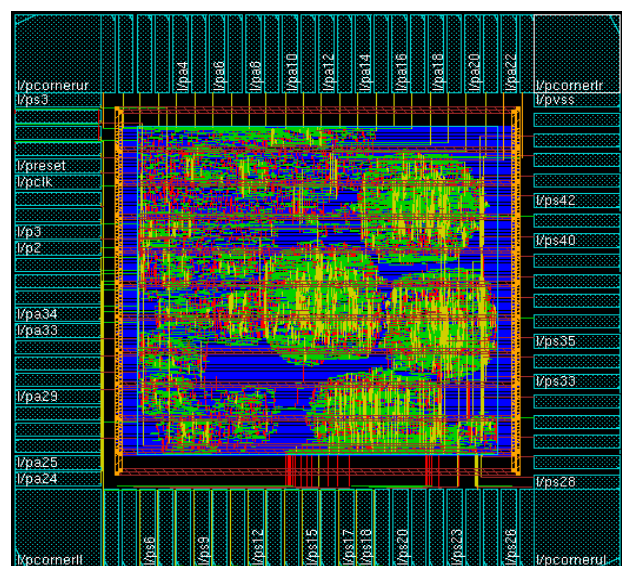 I/pa4
I/pa6
I/pa8
I/pa10
I/pa12
I/pa14
I/pa16
I/pa18
I/pa20
I/pa22
I/pcornerur
I/pcornerlr
I/ps3
I/pvss
I/preset
I/pclk
I/ps42
I/p3
I/p2
I/ps40
I/pa34
I/pa33
I/ps35
I/ps33
I/pa29
I/pa25
I/pa24
I/ps28
I/ps6
I/ps9
I/ps12
I/ps15
I/ps17
I/ps18
I/ps20
I/ps23
I/ps26
I/pcornerll
I/pcornerul